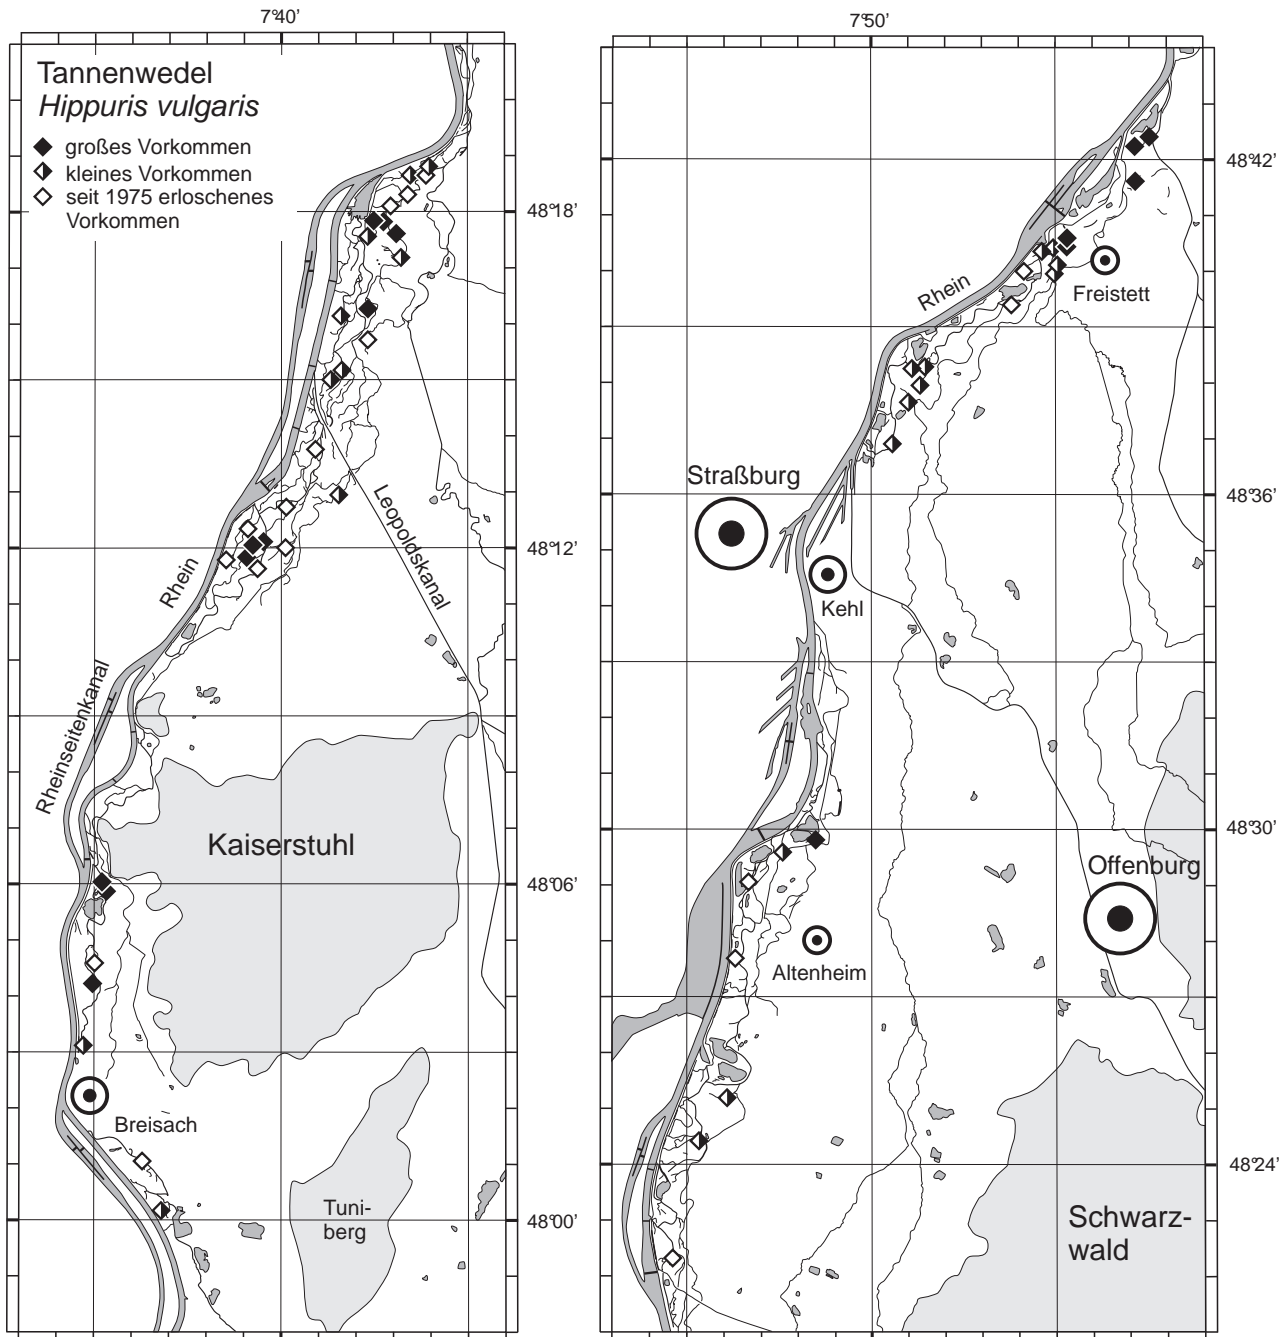 7°40'
Tannenwedel
Hippuris vulgaris
großes Vorkommen
kleines Vorkommen
seit 1975 erloschenes
Vorkommen
48°18'
Leopoldskanal
48°12'
Rhein
Rheinseitenkanal
Kaiserstuhl
48°06'
Breisach
Tuni-
berg
48°00'
7°50'
48°42'
Freistett
Rhein
Straßburg
48°36'
Kehl
48°30'
Offenburg
Altenheim
48°24'
Schwarz-
wald